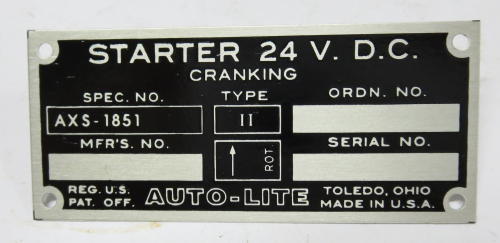 STARTER 24 V. D.C.
CRANKING
SPEC. NO. TYPE ORDN. NO.
AXS-1851 II
MFR'S. NO. ROT SERIAL NO.
REG. U.S. PAT. OFF. AUTO-LITE TOLEDO, OHIO MADE IN U.S.A.